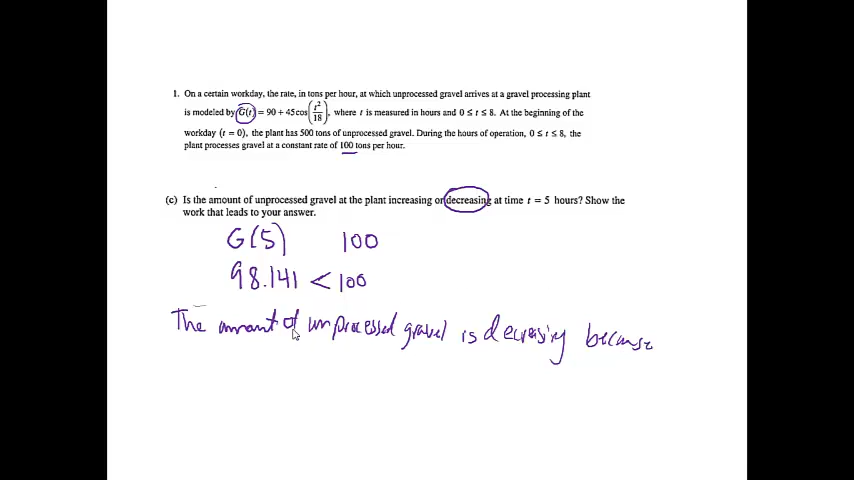 1. On a certain workday, the rate, in tons per hour, at which unprocessed gravel arrives at a gravel processing plant
is modeled by G(t) = 90 + 45cos(t²/18), where t is measured in hours and 0 ≤ t ≤ 8. At the beginning of the
workday (t = 0), the plant has 500 tons of unprocessed gravel. During the hours of operation, 0 ≤ t ≤ 8, the
plant processes gravel at a constant rate of 100 tons per hour.
(c) Is the amount of unprocessed gravel at the plant increasing or decreasing at time t = 5 hours? Show the
work that leads to your answer.
G(5) 100
98.141 < 100
The amount of unprocessed gravel is decreasing because